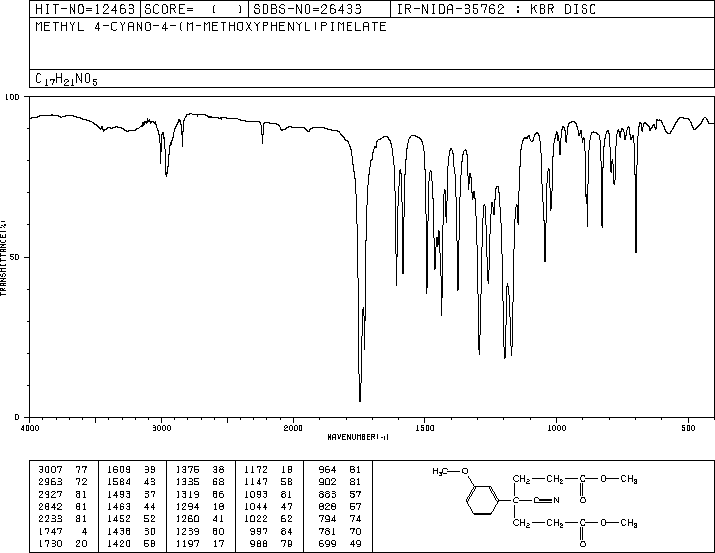 HIT-NO=12463 SCORE= ( ) SDBS-NO=26433 IR-NIDA-35762 : KBR DISC
METHYL 4-CYANO-4-(M-METHOXYPHENYL)PIMELATE
C17H21NO5
100
50
0
TRANSMITTANCE(%)
4000 3000 2000 1500 1000 500
WAVENUMBER(-1)
3007 77 1609 39 1376 38 1172 18 964 81
2963 72 1584 43 1335 68 1147 58 902 81
2927 81 1493 37 1319 66 1093 81 883 57
2842 81 1463 44 1294 18 1044 47 828 57
2233 81 1452 52 1260 41 1022 62 794 74
1747 4 1438 30 1239 60 997 84 781 70
1730 20 1420 58 1197 17 988 79 699 49
H3C O CH2 CH2 C O CH3
O
C C N
CH2 CH2 C O CH3
O